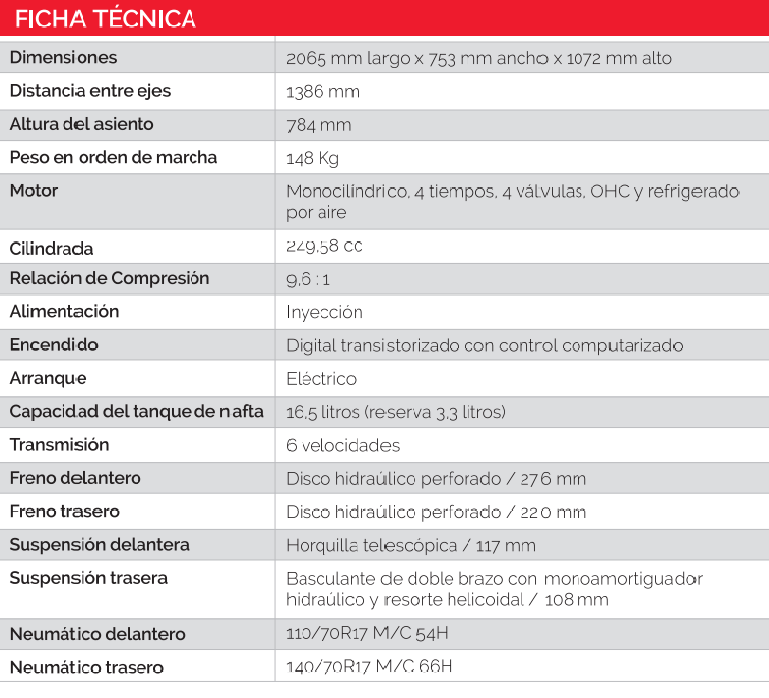 FICHA TÉCNICA
Dimensiones 2065 mm largo x 753 mm ancho x 1072 mm alto
Distancia entre ejes 1386 mm
Altura del asiento 784 mm
Peso en orden de marcha 148 Kg
Motor Monocilíndrico, 4 tiempos, 4 válvulas, OHC y refrigerado
por aire
Cilindrada 249,58 cc
Relación de Compresión 9,6 : 1
Alimentación Inyección
Encendido Digital transistorizado con control computarizado
Arranque Eléctrico
Capacidad del tanque de nafta 16,5 litros (reserva 3,3 litros)
Transmisión 6 velocidades
Freno delantero Disco hidraúlico perforado / 276 mm
Freno trasero Disco hidraúlico perforado / 220 mm
Suspensión delantera Horquilla telescópica / 117 mm
Suspensión trasera Basculante de doble brazo con monoamortiguador
hidraúlico y resorte helicoidal / 108 mm
Neumático delantero 110/70R17 M/C 54H
Neumático trasero 140/70R17 M/C 66H